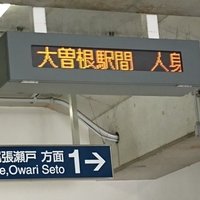 大曽根駅間 人身
尾張瀬戸 方面 1→
e,Owari Seto